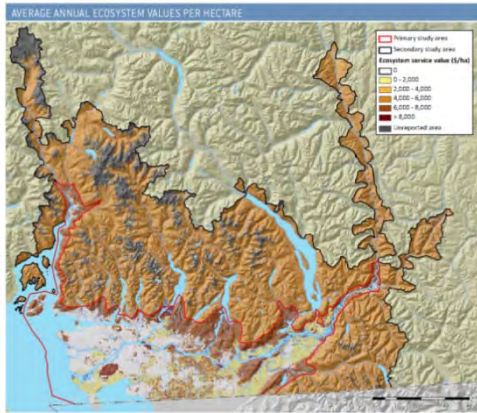 AVERAGE ANNUAL ECOSYSTEM VALUES PER HECTARE
Primary study area
Secondary study area
Ecosystem service value ($/ha)
0
0 - 2,000
2,000 - 4,000
4,000 - 6,000
6,000 - 8,000
> 8,000
Unreported area